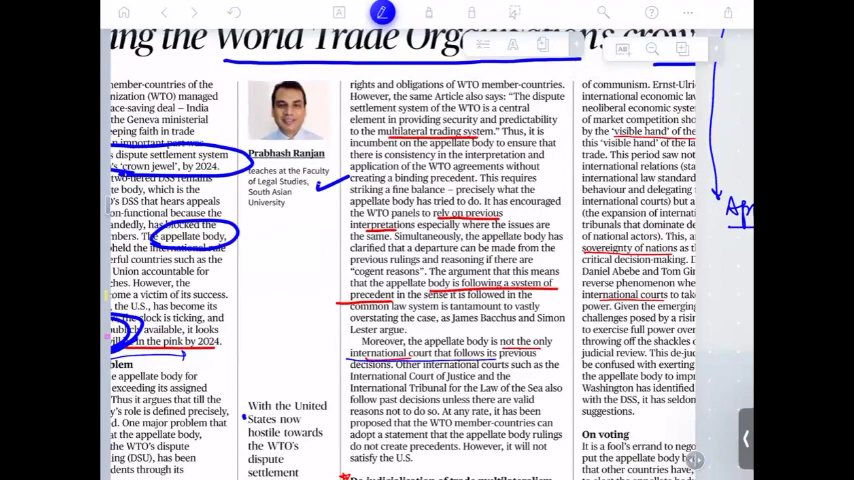 ing the World Trade Organisation's crow
member-countries of the
nization (WTO) managed
ace-saving deal — India
the Geneva ministerial
eeping faith in trade
important part was
s dispute settlement system
's 'crown jewel', by 2024.
two-tiered DSS remains
te body, which is the
's DSS that hears appeals
on-functional because the
andedly, has blocked the
mbers. The appellate body,
pheld the international rule
erful countries such as the
Union accountable for
ches. However, the
ome a victim of its success.
the U.S., has become its
the clock is ticking, and
publicly available, it looks
will be in the pink by 2024.
blem
e appellate body for
exceeding its assigned
Thus it argues that till the
y's role is defined precisely,
d. One major problem that
at the appellate body,
the WTO's dispute
ing (DSU), has been
dents through its
Prabhash Ranjan
teaches at the Faculty
of Legal Studies,
South Asian
University
With the United
States now
hostile towards
the WTO's
dispute
settlement
rights and obligations of WTO member-countries.
However, the same Article also says: “The dispute
settlement system of the WTO is a central
element in providing security and predictability
to the multilateral trading system.” Thus, it is
incumbent on the appellate body to ensure that
there is consistency in the interpretation and
application of the WTO agreements without
creating a binding precedent. This requires
striking a fine balance – precisely what the
appellate body has tried to do. It has encouraged
the WTO panels to rely on previous
interpretations especially where the issues are
the same. Simultaneously, the appellate body has
clarified that a departure can be made from the
previous rulings and reasoning if there are
“cogent reasons”. The argument that this means
that the appellate body is following a system of
precedent in the sense it is followed in the
common law system is tantamount to vastly
overstating the case, as James Bacchus and Simon
Lester argue.
Moreover, the appellate body is not the only
international court that follows its previous
decisions. Other international courts such as the
International Court of Justice and the
International Tribunal for the Law of the Sea also
follow past decisions unless there are valid
reasons not to do so. At any rate, it has been
proposed that the WTO member-countries can
adopt a statement that the appellate body rulings
do not create precedents. However, it will not
satisfy the U.S.
De-judicialisation of trade multilateralism
of communism. Ernst-Ulri
international economic law
neoliberal economic syste
of market competition sho
by the ‘visible hand’ of the
this ‘visible hand’ of the la
trade. This period saw not
international relations (sta
international law standard
behaviour and delegating
international courts) but a
(the expansion of internati
tribunals that dominate de
of national actors). This, a
sovereignty of nations as t
critical decision-making. D
Daniel Abebe and Tom Gin
reverse phenomenon whe
international courts to take
power. Given the emerging
challenges posed by a risin
to exercise full power over
throwing off the shackles o
judicial review. This de-jud
be confused with exerting
the appellate body to impr
Washington has identified
with the DSS, it has seldom
suggestions.
On voting
It is a fool's errand to nego
put the appellate body bac
that other countries have,